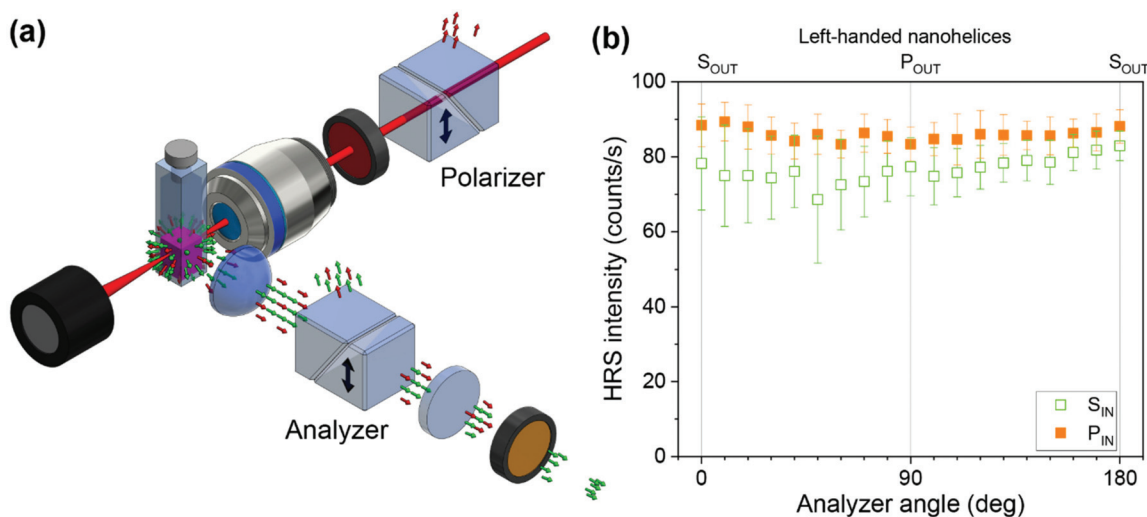 (a)
Polarizer
Analyzer
(b)
Left-handed nanohelices
S_OUT P_OUT S_OUT
100
80
60
40
20
0
HRS intensity (counts/s)
S_IN
P_IN
0 90 180
Analyzer angle (deg)